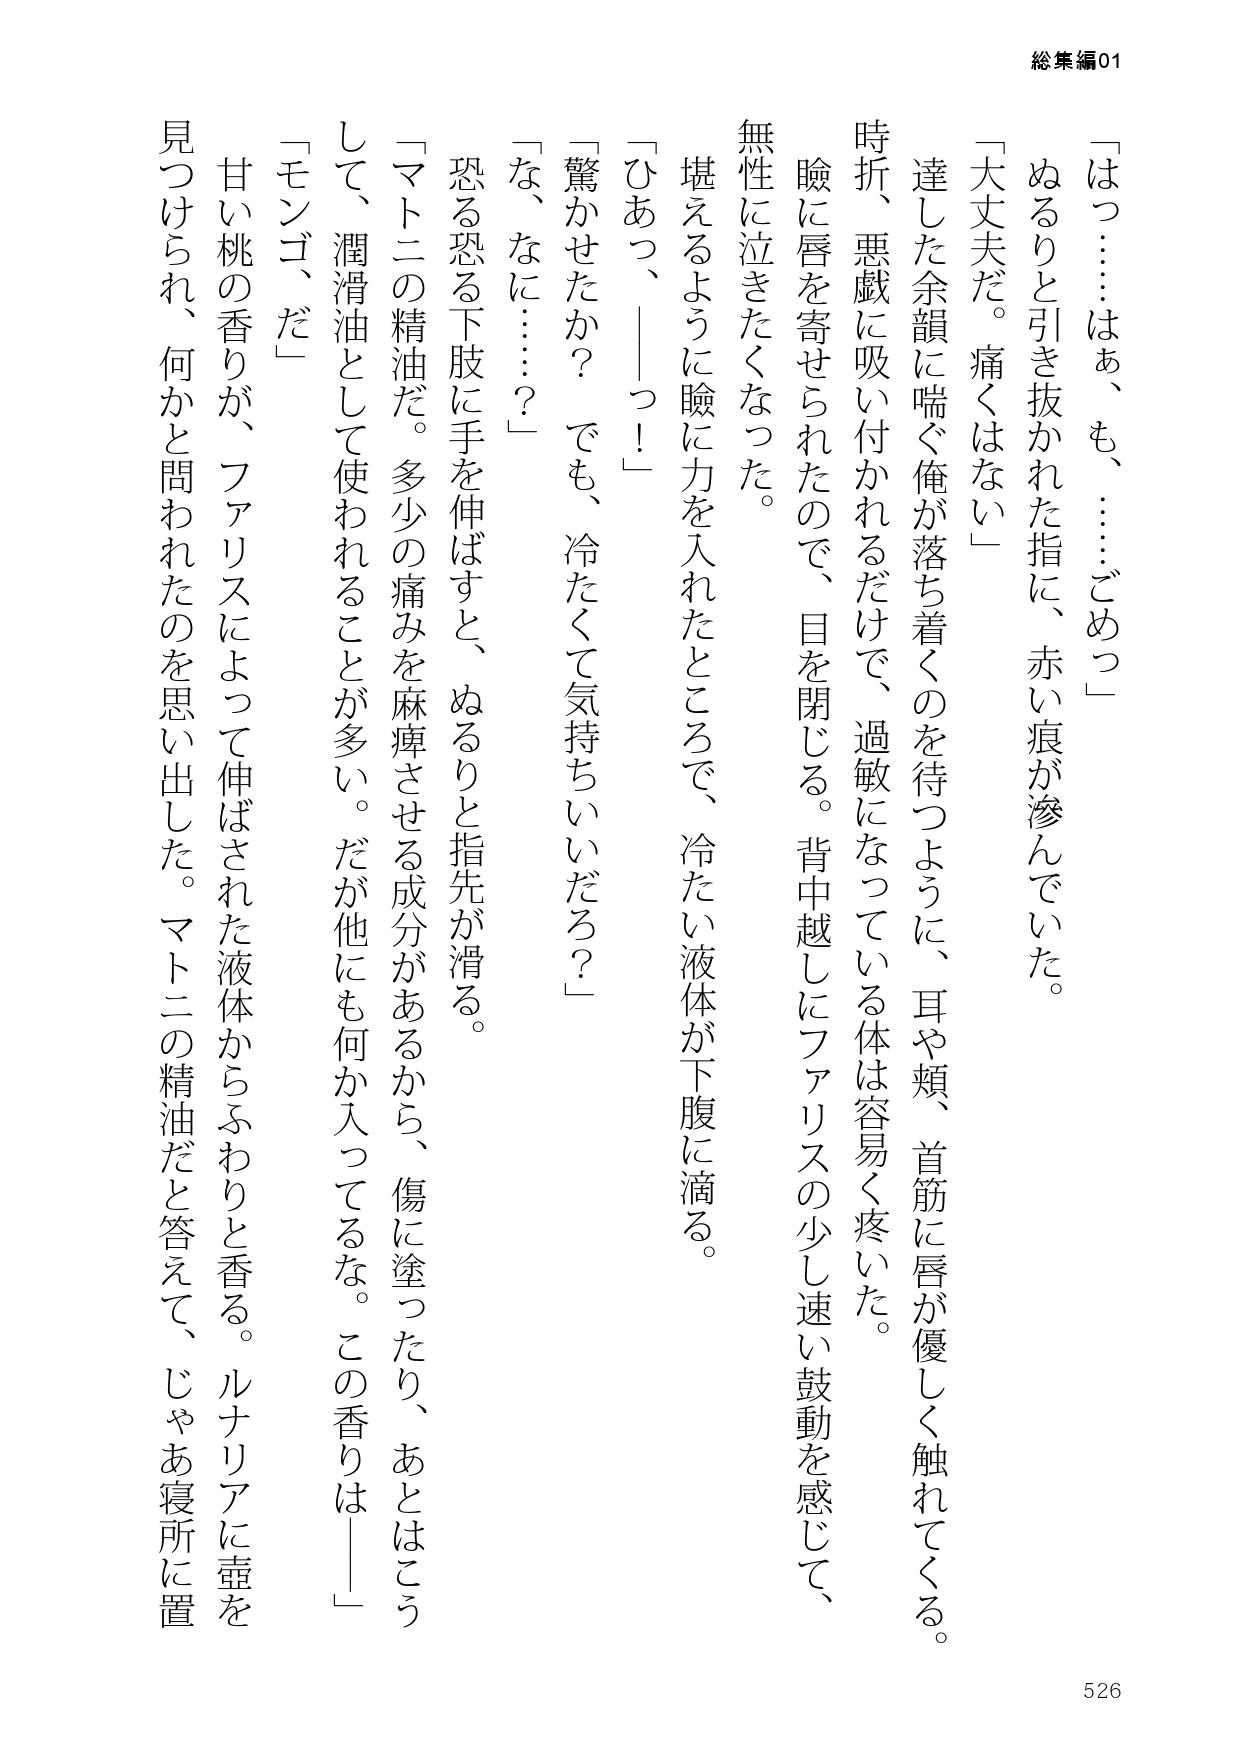 総集編01
「はっ……はぁ、も、……ごめっ」
ぬるりと引き抜かれた指に、赤い痕が滲んでいた。
「大丈夫だ。痛くはない」
達した余韻に喘ぐ俺が落ち着くのを待つように、耳や頬、首筋に唇が優しく触れてくる。
時折、悪戯に吸い付かれるだけで、過敏になっている体は容易く疼いた。
瞼に唇を寄せられたので、目を閉じる。背中越しにファリスの少し速い鼓動を感じて、
無性に泣きたくなった。
堪えるように瞼に力を入れたところで、冷たい液体が下腹に滴る。
「ひあっ、――っ！」
「驚かせたか？　でも、冷たくて気持ちいいだろ？」
「な、なに……？」
恐る恐る下肢に手を伸ばすと、ぬるりと指先が滑る。
「マトニの精油だ。多少の痛みを麻痺させる成分があるから、傷に塗ったり、あとはこう
して、潤滑油として使われることが多い。だが他にも何か入ってるな。この香りは――」
「モンゴ、だ」
甘い桃の香りが、ファリスによって伸ばされた液体からふわりと香る。ルナリアに壺を
見つけられ、何かと問われたのを思い出した。マトニの精油だと答えて、じゃあ寝所に置
526